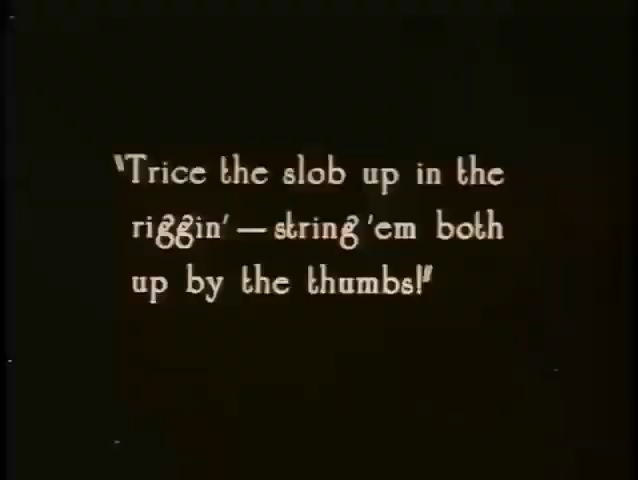 "Trice the slob up in the
riggin' — string 'em both
up by the thumbs!"